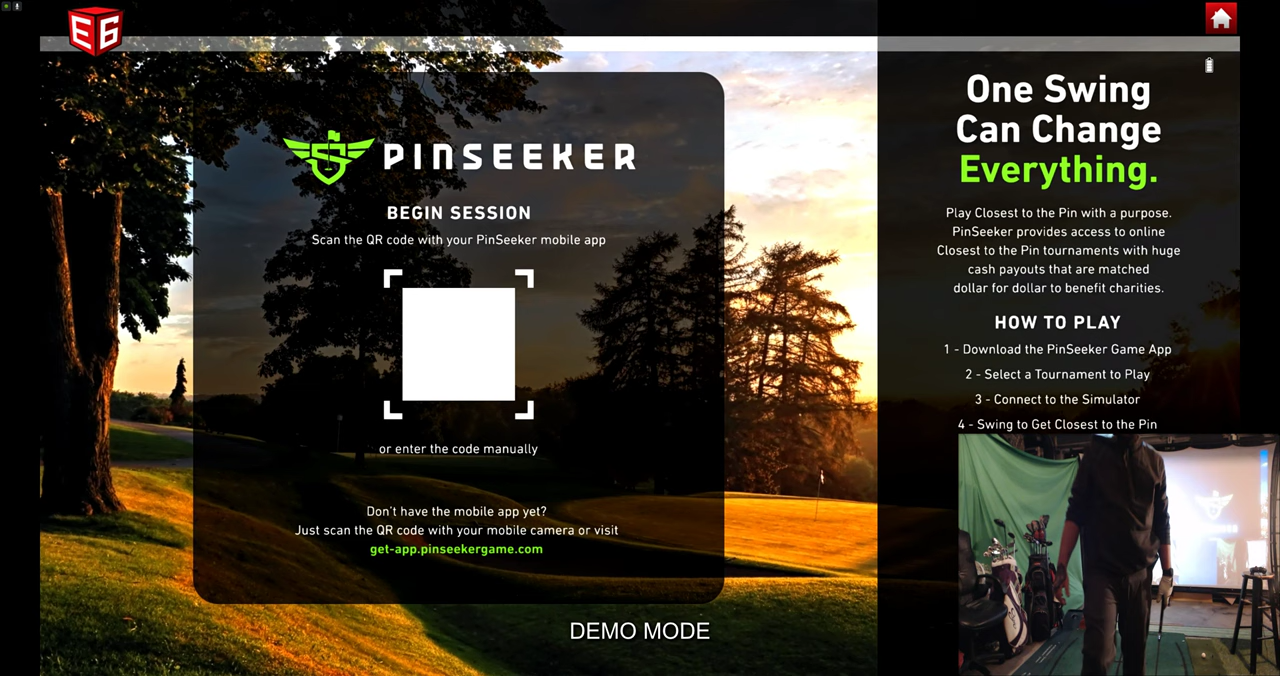 E6
PINSEEKER
BEGIN SESSION
Scan the QR code with your PinSeeker mobile app
or enter the code manually
Don't have the mobile app yet?
Just scan the QR code with your mobile camera or visit
get-app.pinseekergame.com
DEMO MODE
One Swing
Can Change
Everything.
Play Closest to the Pin with a purpose.
PinSeeker provides access to online
Closest to the Pin tournaments with huge
cash payouts that are matched
dollar for dollar to benefit charities.
HOW TO PLAY
1 - Download the PinSeeker Game App
2 - Select a Tournament to Play
3 - Connect to the Simulator
4 - Swing to Get Closest to the Pin